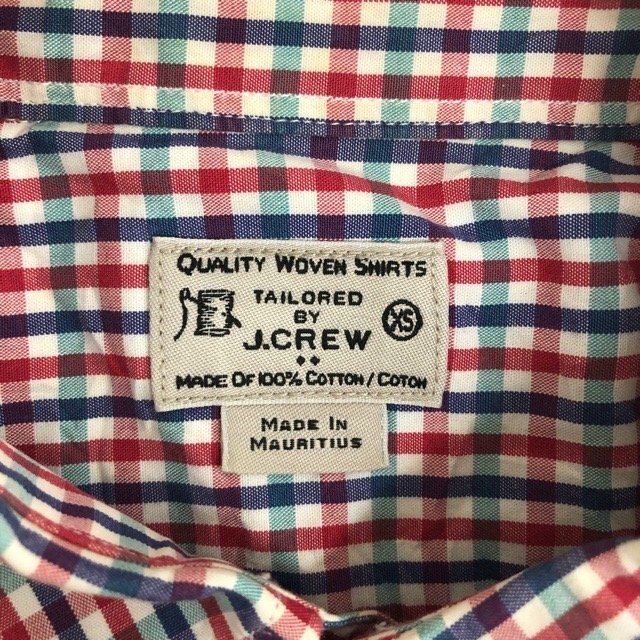 QUALITY WOVEN SHIRTS
TAILORED
BY
J.CREW
XS
MADE OF 100% COTTON / COTON
MADE IN
MAURITIUS